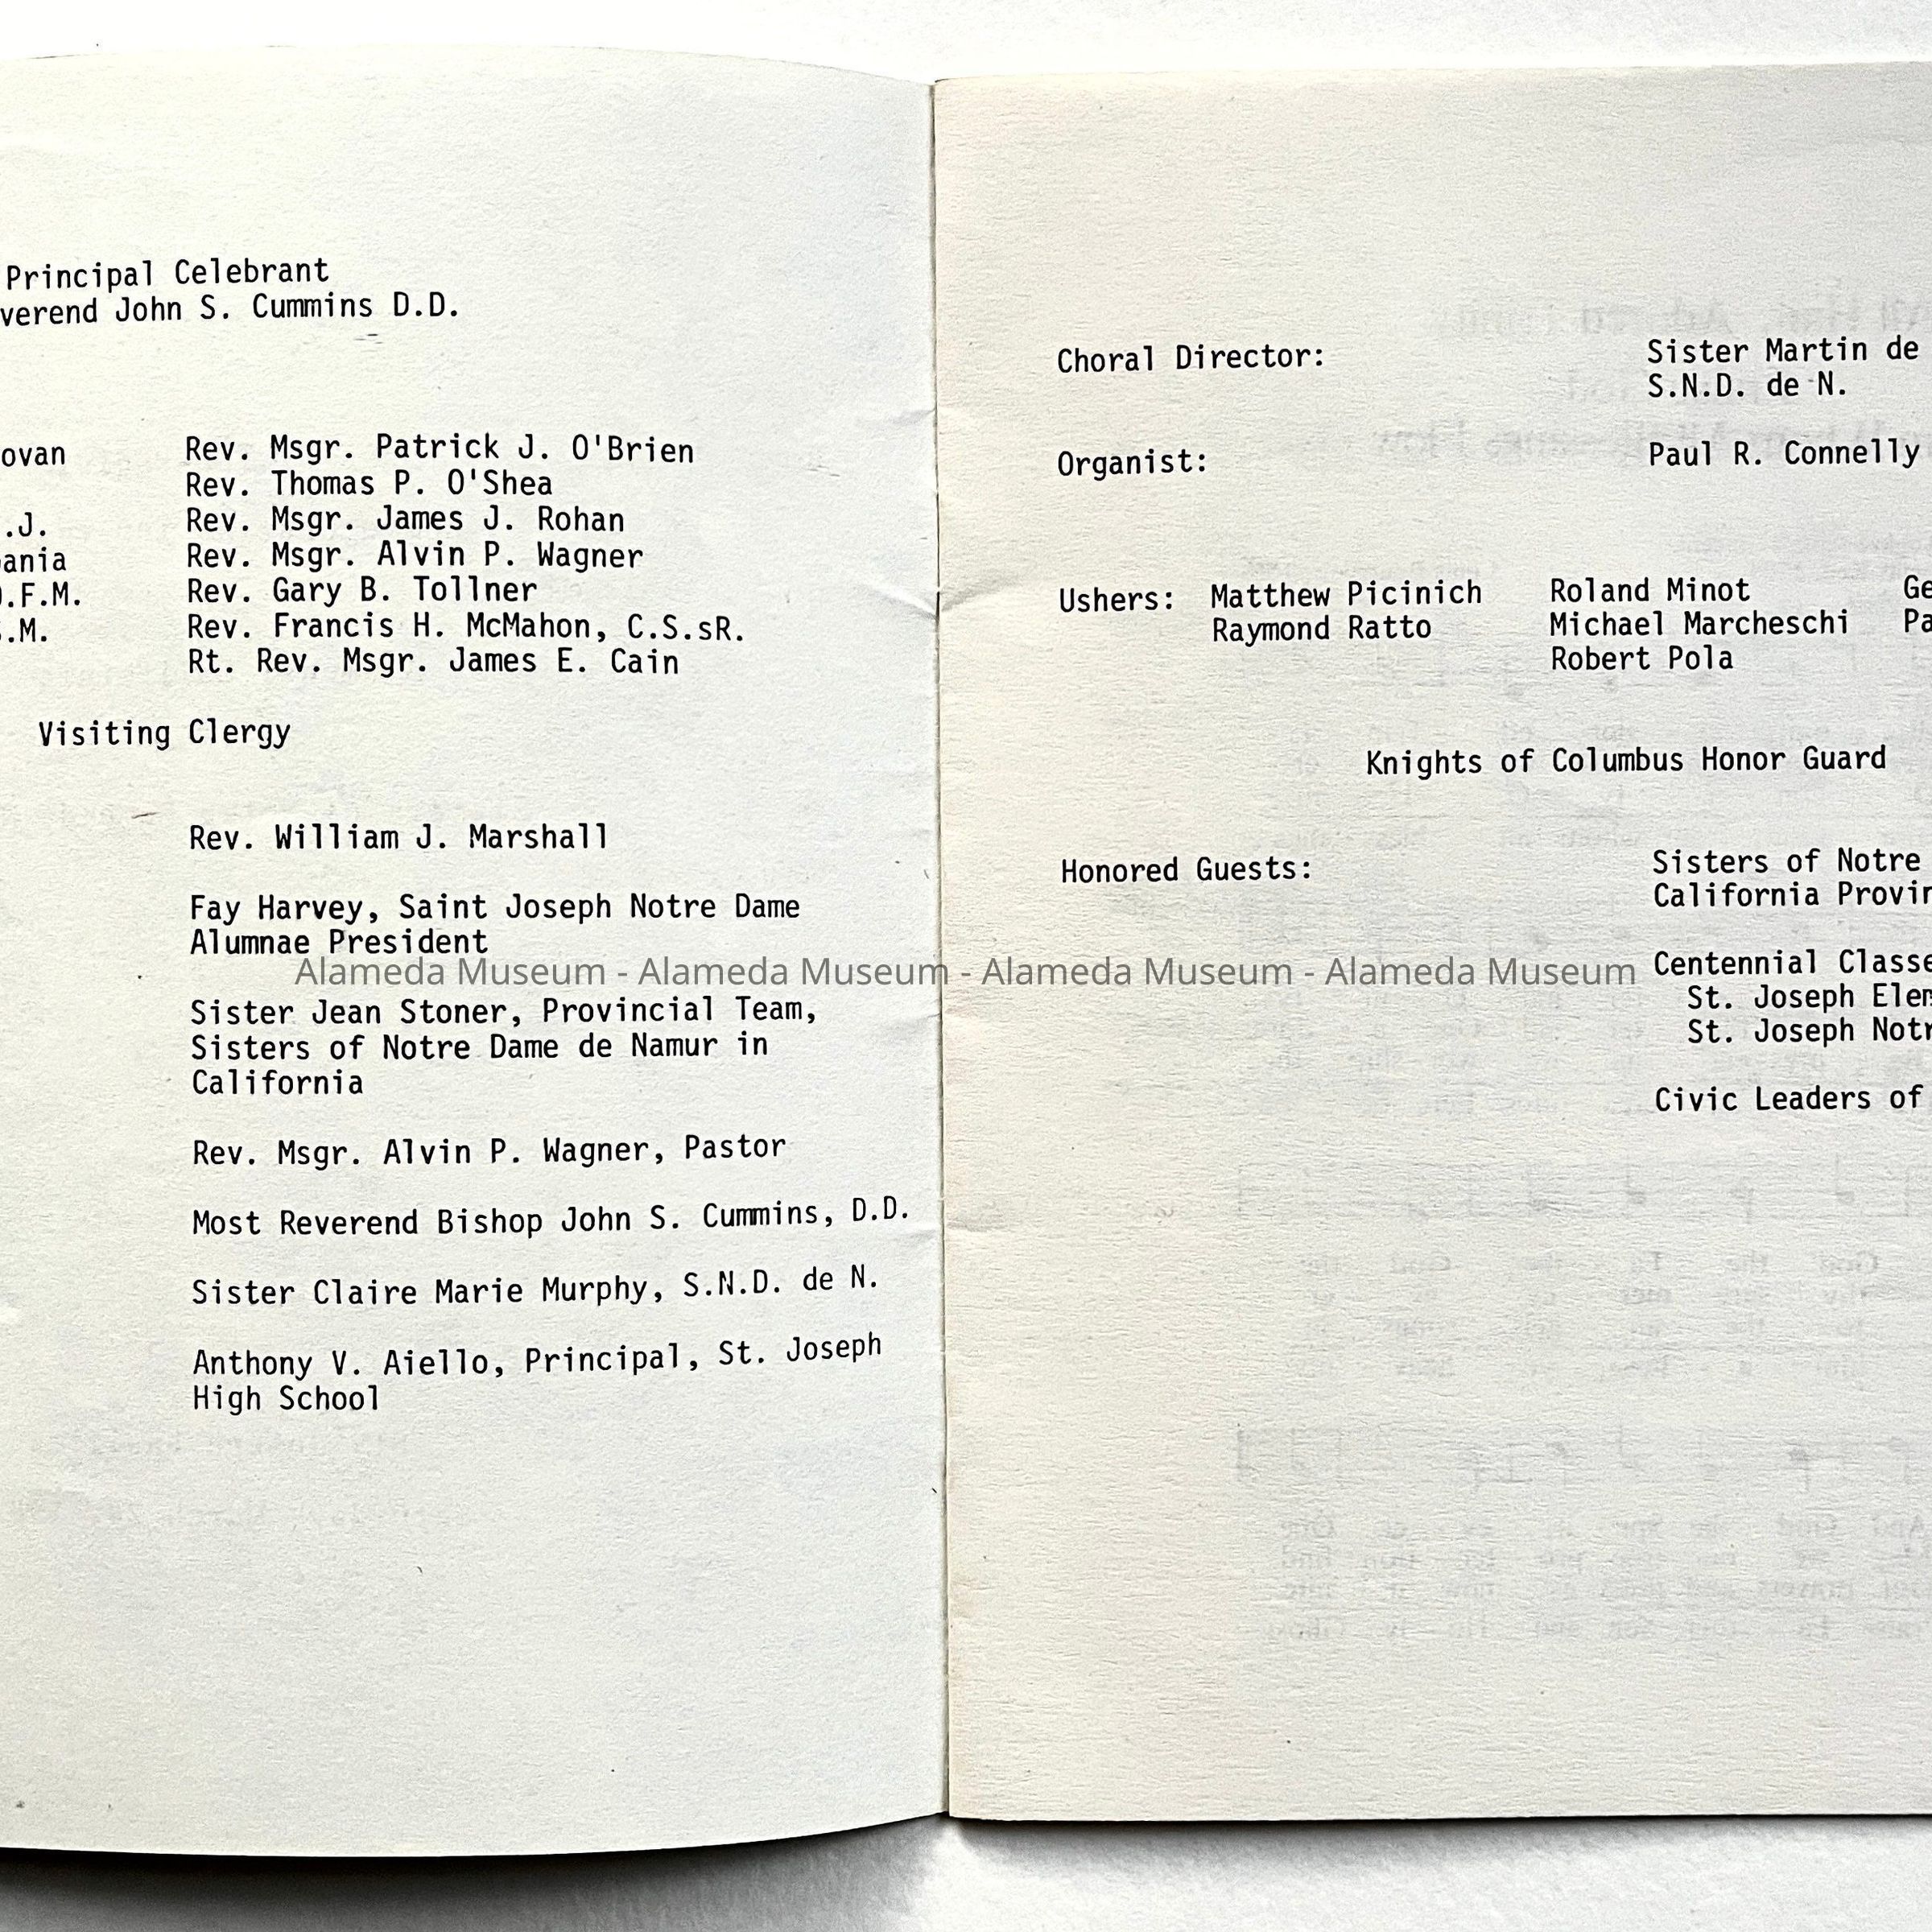 Principal Celebrant
verend John S. Cummins D.D.
ovan Rev. Msgr. Patrick J. O'Brien
Rev. Thomas P. O'Shea
.J. Rev. Msgr. James J. Rohan
ania Rev. Msgr. Alvin P. Wagner
.F.M. Rev. Gary B. Tollner
.M. Rev. Francis H. McMahon, C.S.sR.
Rt. Rev. Msgr. James E. Cain
Visiting Clergy
Rev. William J. Marshall
Fay Harvey, Saint Joseph Notre Dame
Alumnae President
Sister Jean Stoner, Provincial Team,
Sisters of Notre Dame de Namur in
California
Rev. Msgr. Alvin P. Wagner, Pastor
Most Reverend Bishop John S. Cummins, D.D.
Sister Claire Marie Murphy, S.N.D. de N.
Anthony V. Aiello, Principal, St. Joseph
High School
Choral Director: Sister Martin de
S.N.D. de N.
Organist: Paul R. Connelly
Ushers: Matthew Picinich Roland Minot Ge
Raymond Ratto Michael Marcheschi Pa
Robert Pola
Knights of Columbus Honor Guard
Honored Guests: Sisters of Notre
California Provin
Centennial Classe
St. Joseph Elem
St. Joseph Notr
Civic Leaders of
Alameda Museum - Alameda Museum - Alameda Museum - Alameda Museum